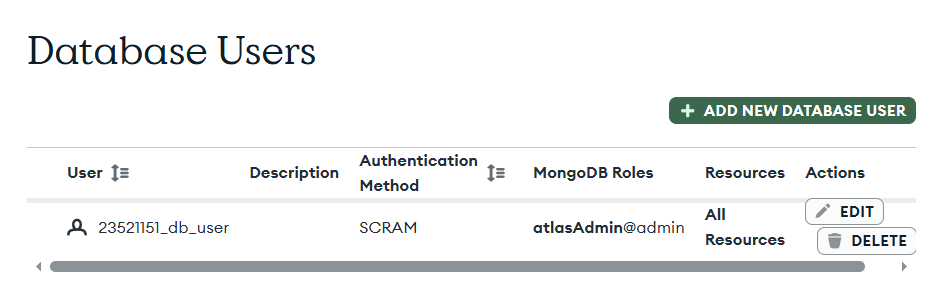 Database Users
ADD NEW DATABASE USER
User Description Authentication Method MongoDB Roles Resources Actions
23521151_db_user SCRAM atlasAdmin@admin All Resources EDIT DELETE